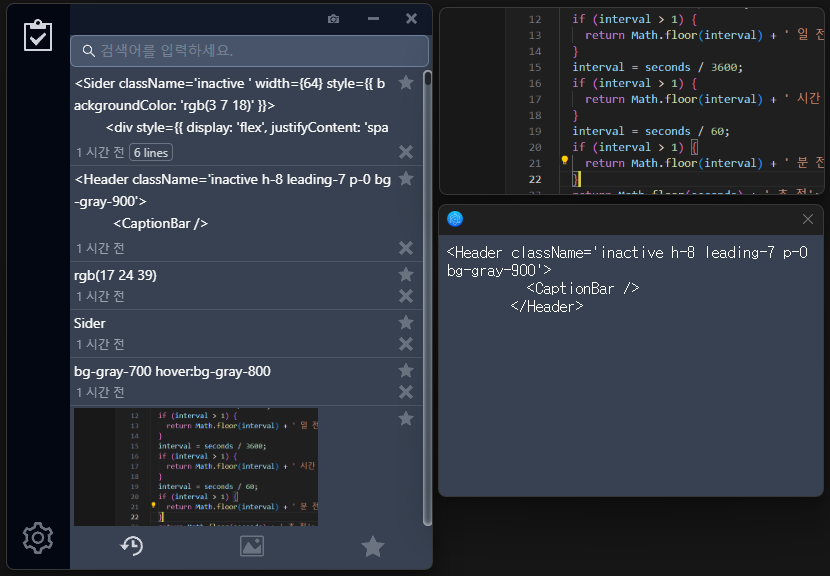 검색어를 입력하세요.
<Sider className='inactive ' width={64} style={{ b
ackgroundColor: 'rgb(3 7 18)' }}>
<div style={{ display: 'flex', justifyContent: 'spa
1 시간 전 6 lines
<Header className='inactive h-8 leading-7 p-0 bg
-gray-900'>
<CaptionBar />
1 시간 전
rgb(17 24 39)
1 시간 전
Sider
1 시간 전
bg-gray-700 hover:bg-gray-800
1 시간 전
12 if (interval > 1) {
13 return Math.floor(interval) + ' 일 전
14 }
15 interval = seconds / 3600;
16 if (interval > 1) {
17 return Math.floor(interval) + ' 시간
18 }
19 interval = seconds / 60;
20 if (interval > 1) {
21 return Math.floor(interval) + ' 분 전
22 }
12 if (interval > 1) {
13 return Math.floor(interval) + ' 일 전
14 }
15 interval = seconds / 3600;
16 if (interval > 1) {
17 return Math.floor(interval) + ' 시간
18 }
19 interval = seconds / 60;
20 if (interval > 1) {
21 return Math.floor(interval) + ' 분 전
22 }
<Header className='inactive h-8 leading-7 p-0
bg-gray-900'>
<CaptionBar />
</Header>